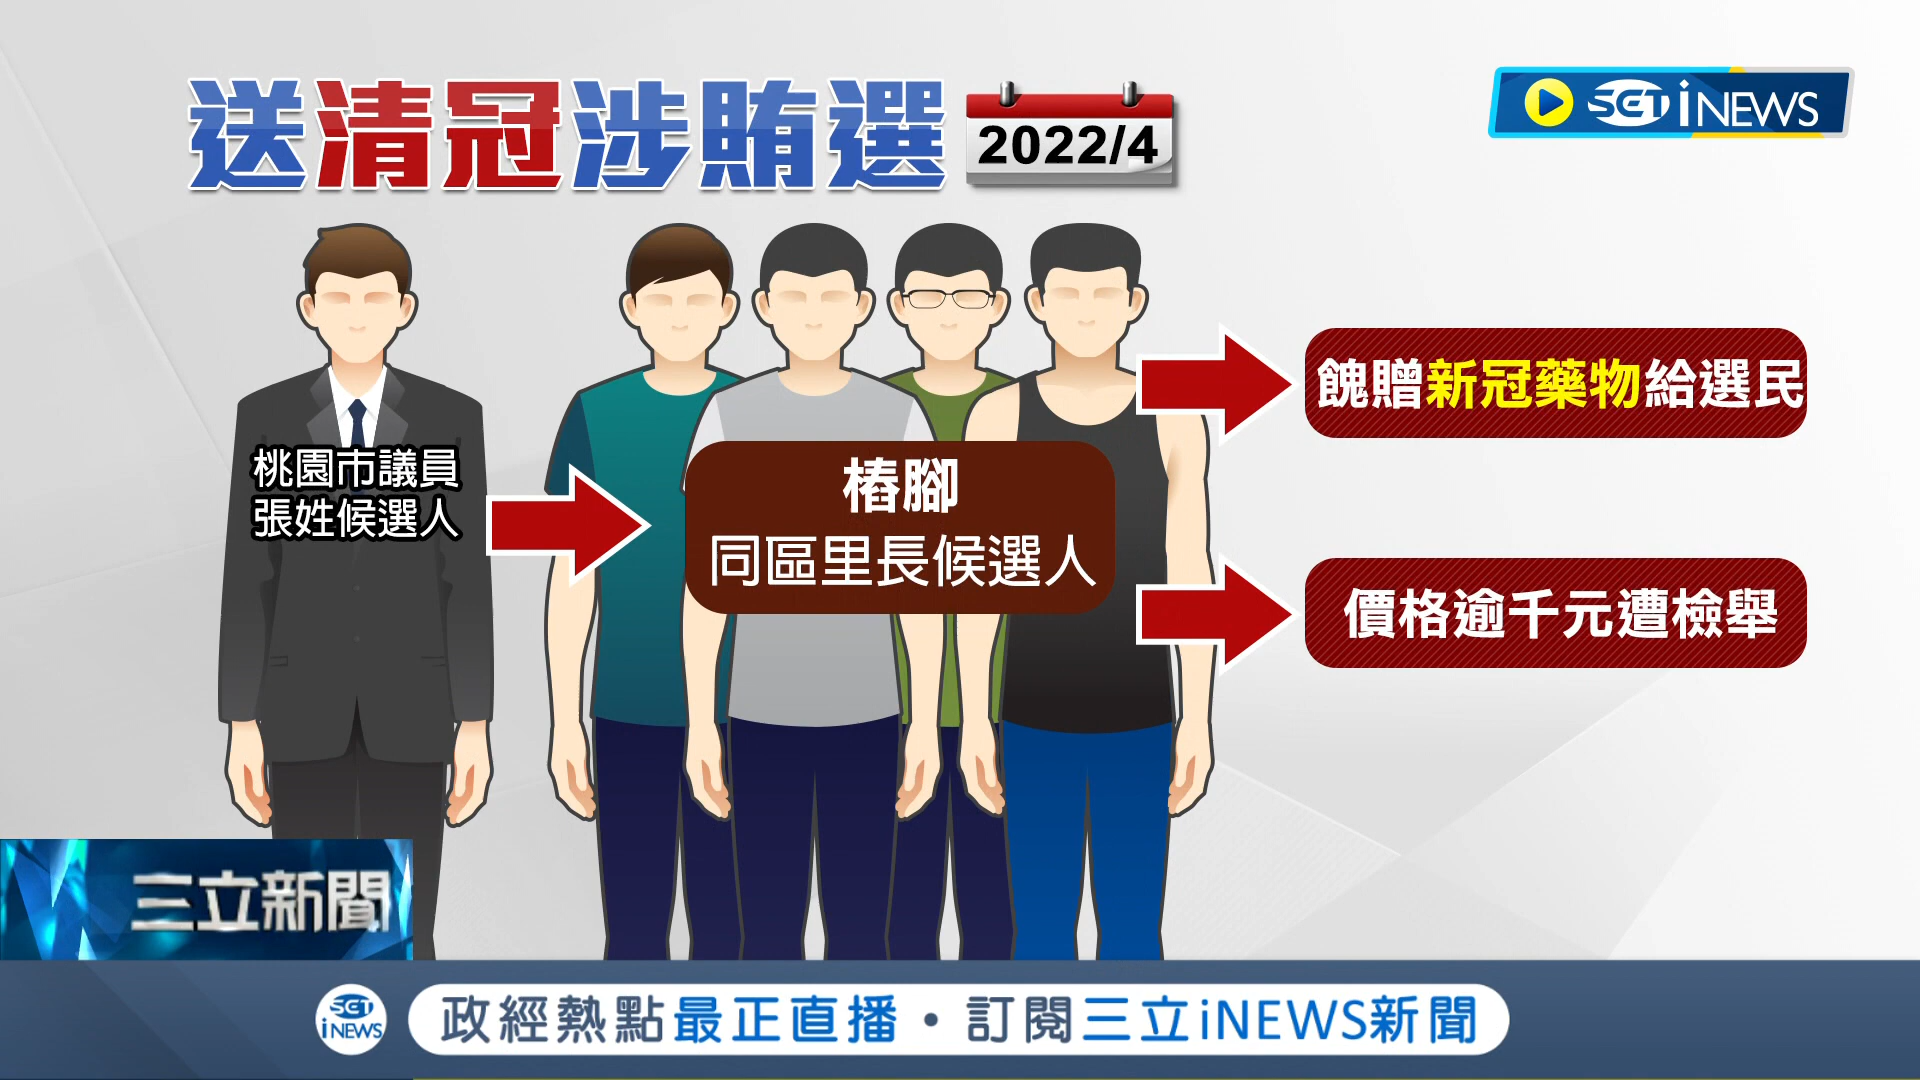 送清冠涉賄選
2022/4
SET iNEWS
桃園市議員
張姓候選人
樁腳
同區里長候選人
餽贈新冠藥物給選民
價格逾千元遭檢舉
三立新聞
SET
iNEWS
政經熱點最正直播・訂閱三立iNEWS新聞